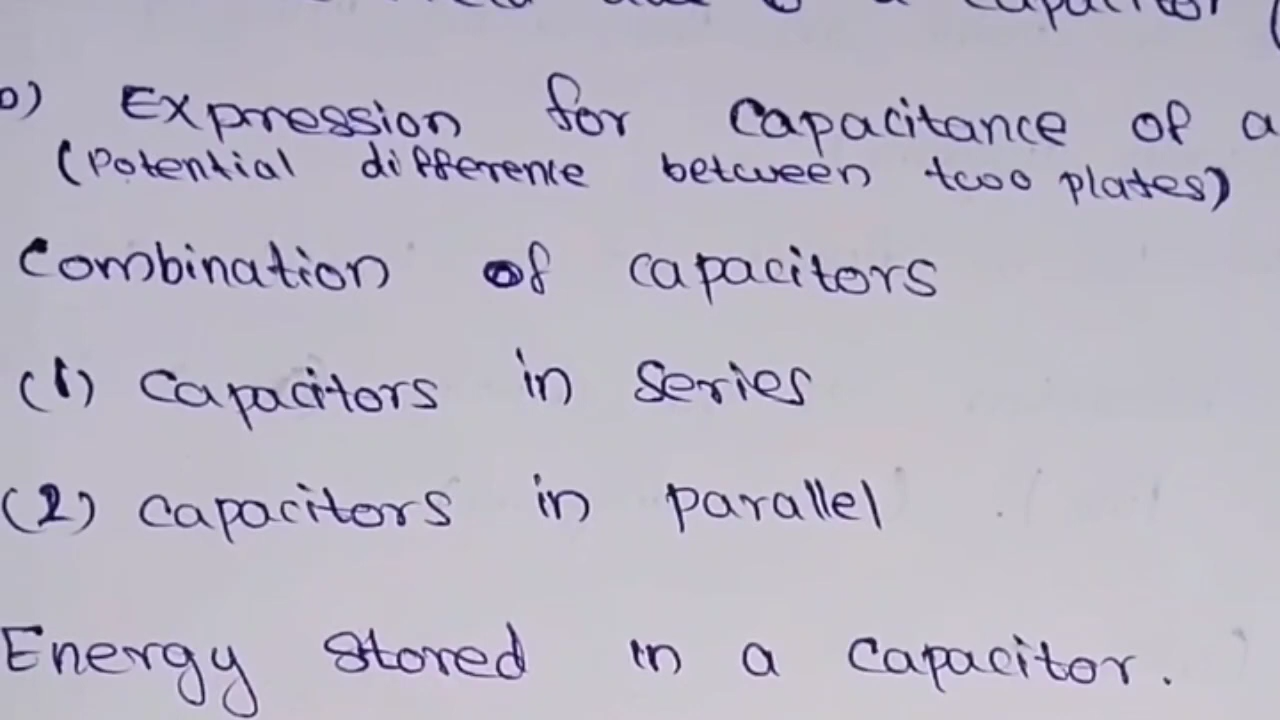 a capacitor (
b) Expression for capacitance of a
(potential difference between two plates)
Combination of capacitors
(1) Capacitors in series
(2) capacitors in parallel
Energy stored in a capacitor.